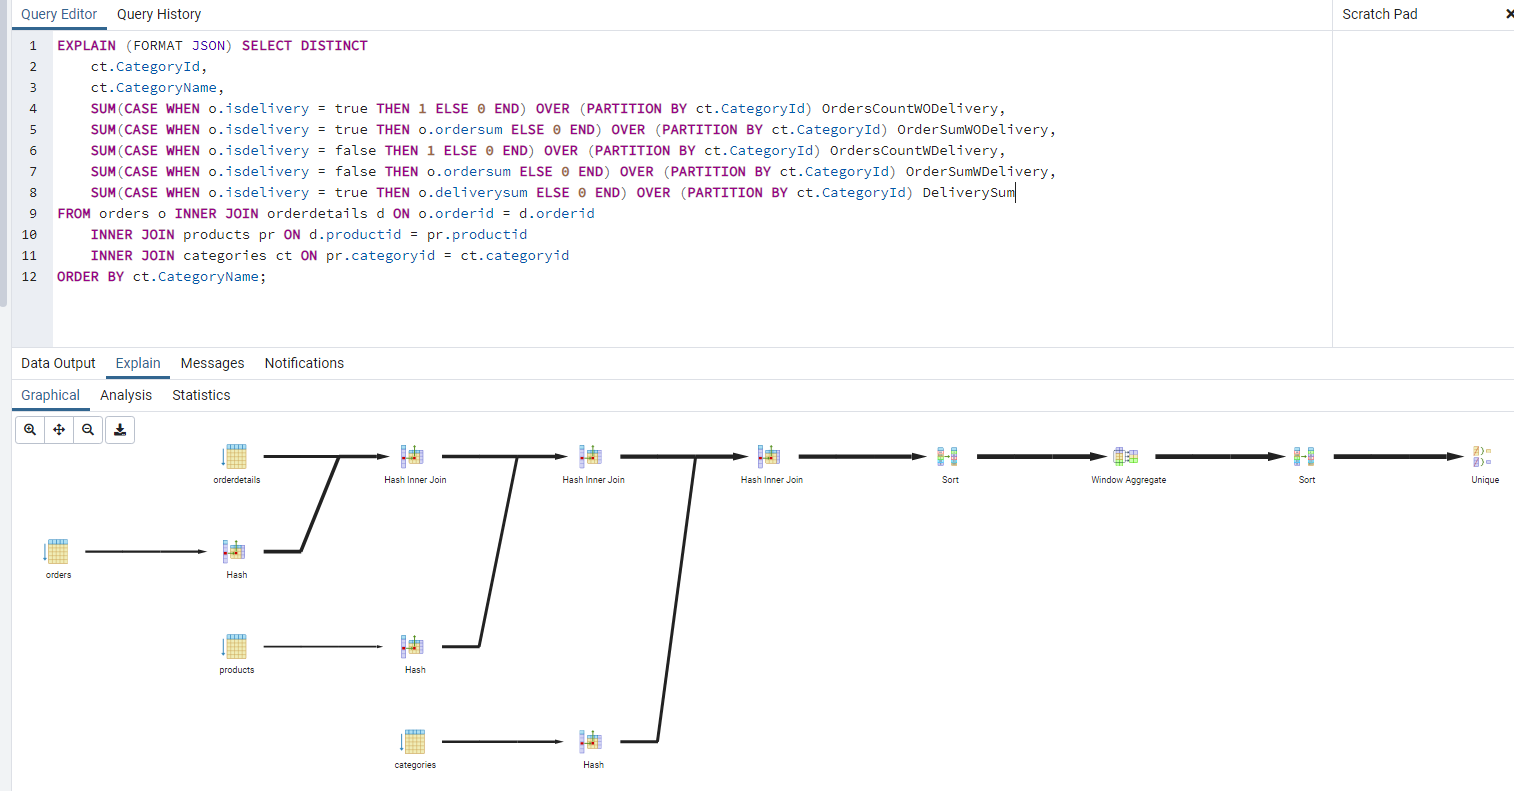 Query Editor Query History Scratch Pad
1 EXPLAIN (FORMAT JSON) SELECT DISTINCT
2 ct.CategoryId,
3 ct.CategoryName,
4 SUM(CASE WHEN o.isdelivery = true THEN 1 ELSE 0 END) OVER (PARTITION BY ct.CategoryId) OrdersCountWODelivery,
5 SUM(CASE WHEN o.isdelivery = true THEN o.ordersum ELSE 0 END) OVER (PARTITION BY ct.CategoryId) OrderSumWODelivery,
6 SUM(CASE WHEN o.isdelivery = false THEN 1 ELSE 0 END) OVER (PARTITION BY ct.CategoryId) OrdersCountWDelivery,
7 SUM(CASE WHEN o.isdelivery = false THEN o.ordersum ELSE 0 END) OVER (PARTITION BY ct.CategoryId) OrderSumWDelivery,
8 SUM(CASE WHEN o.isdelivery = true THEN o.deliverysum ELSE 0 END) OVER (PARTITION BY ct.CategoryId) DeliverySum
9 FROM orders o INNER JOIN orderdetails d ON o.orderid = d.orderid
10 INNER JOIN products pr ON d.productid = pr.productid
11 INNER JOIN categories ct ON pr.categoryid = ct.categoryid
12 ORDER BY ct.CategoryName;
Data Output Explain Messages Notifications
Graphical Analysis Statistics
orderdetails Hash Inner Join Hash Inner Join Hash Inner Join Sort Window Aggregate Sort Unique
orders Hash
products Hash
categories Hash